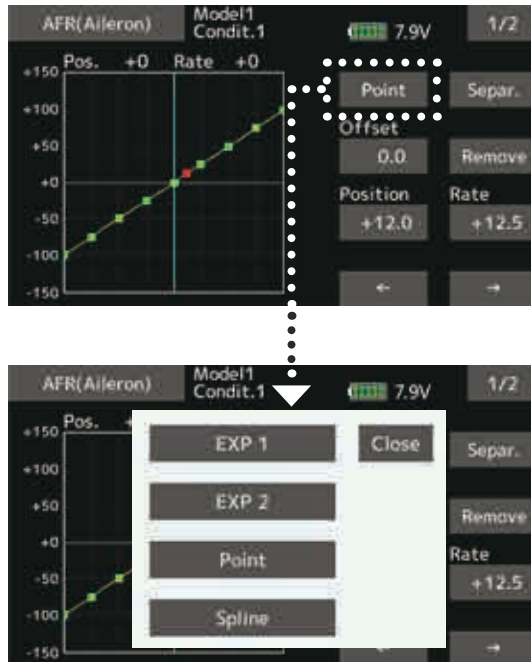 AFR(Aileron) Model1 Condit.1 7.9V 1/2
Pos. +0 Rate +0
+150
+100
+50
+0
-50
-100
-150
Point Separ.
Offset
0.0 Remove
Position Rate
+12.0 +12.5
← →
AFR(Aileron) Model1 Condit.1 7.9V 1/2
Pos. +
+150
+100
+50
+0
-50
-100
-150
EXP 1 Close
EXP 2
Point
Spline
Separ.
Remove
Rate
+12.5
→